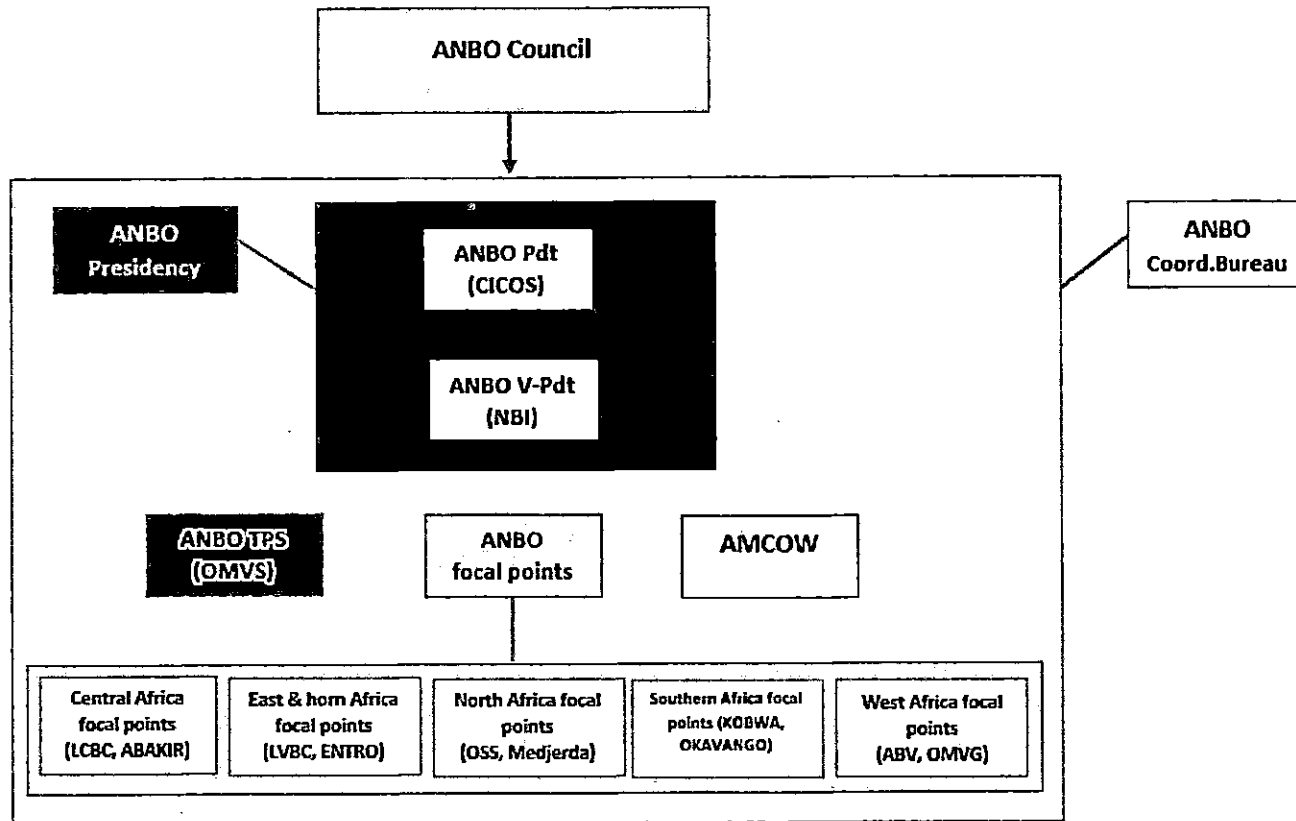 ANBO Council
ANBO
Presidency
ANBO Pdt
(CICOS)
ANBO
Coord.Bureau
ANBO V-Pdt
(NBI)
ANBO TPS
(OMVS)
ANBO
focal points
AMCOW
Central Africa
focal points
(LCBC, ABAKIR)
East & horn Africa
focal points
(LVBC, ENTRO)
North Africa focal
points
(OSS, Medjerda)
Southern Africa focal
points (KOBWA,
OKAVANGO)
West Africa focal
points
(ABV, OMVG)